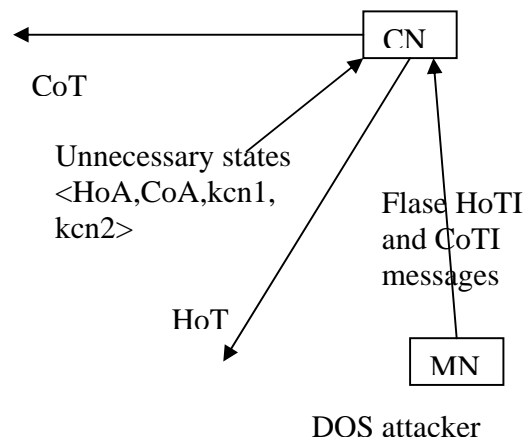 CN
CoT
Unnecessary states
<HoA,CoA,kcn1,
kcn2>
Flase HoTI
and CoTI
messages
HoT
MN
DOS attacker